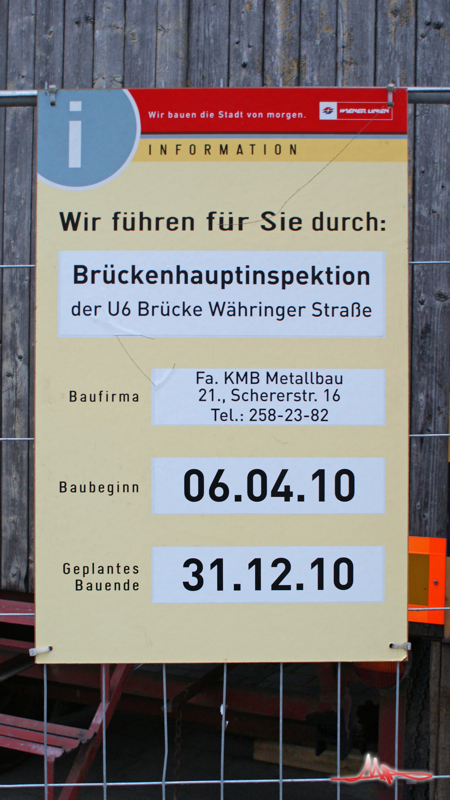 i
Wir bauen die Stadt von morgen.
WIENER LINIEN
INFORMATION
Wir führen für Sie durch:
Brückenhauptinspektion
der U6 Brücke Währinger Straße
Baufirma
Fa. KMB Metallbau
21., Schererstr. 16
Tel.: 258-23-82
Baubeginn
06.04.10
Geplantes
Bauende
31.12.10